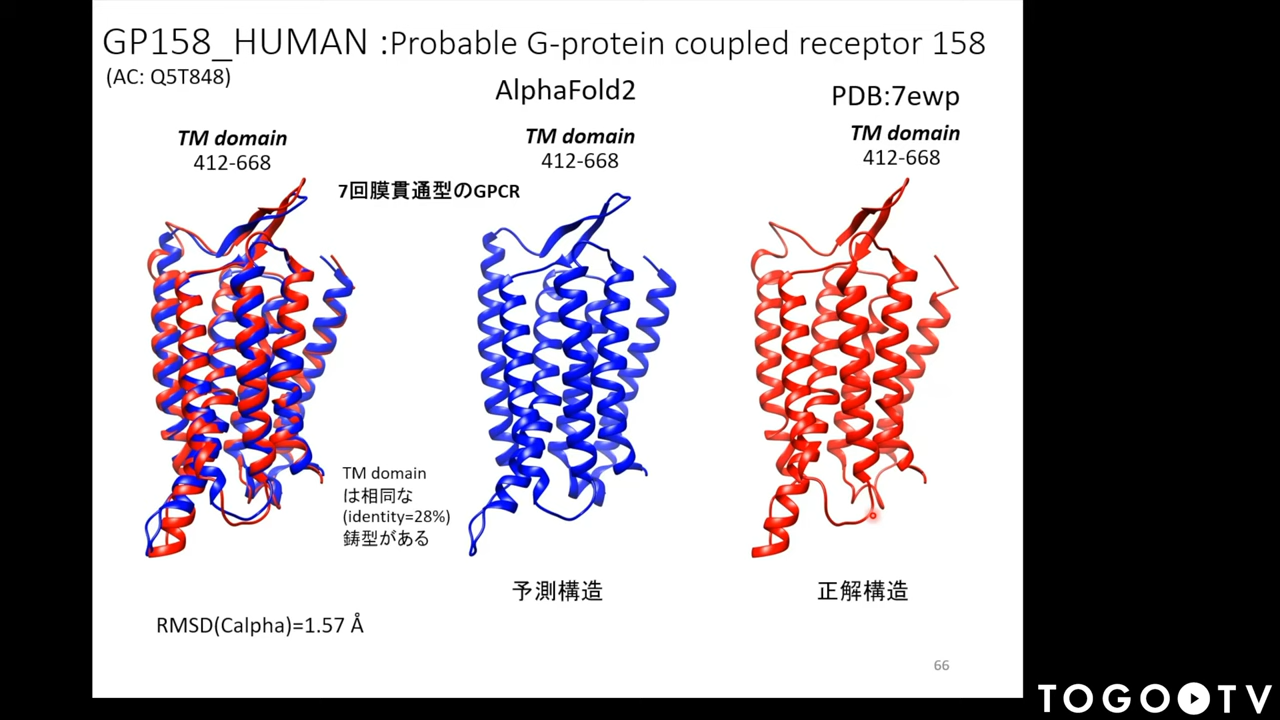 GP158_HUMAN :Probable G-protein coupled receptor 158
(AC: Q5T848)
AlphaFold2
PDB:7ewp
TM domain
412-668
TM domain
412-668
TM domain
412-668
7回膜貫通型のGPCR
TM domain
は相同な
(identity=28%)
鋳型がある
予測構造
正解構造
RMSD(Calpha)=1.57 Å
66
TOGO TV